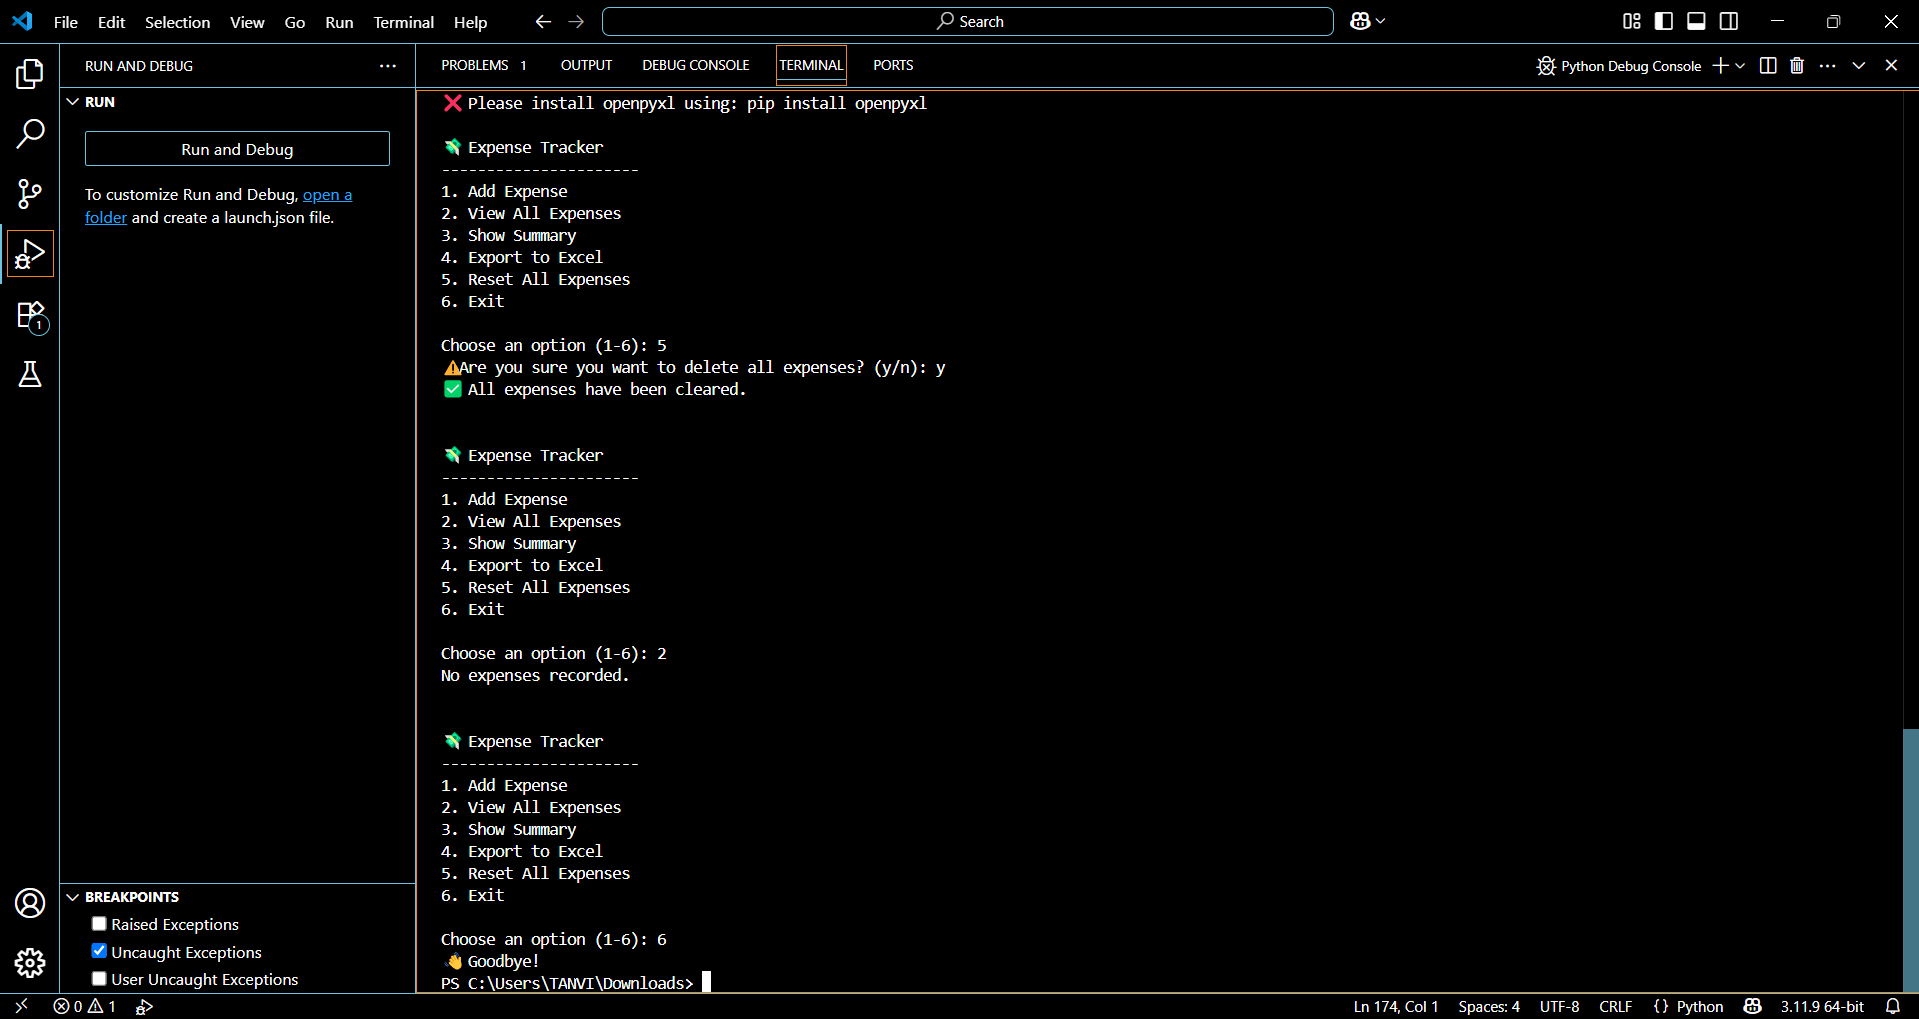 File Edit Selection View Go Run Terminal Help
Search
RUN AND DEBUG
RUN
Run and Debug
To customize Run and Debug, open a
folder and create a launch.json file.
1
BREAKPOINTS
Raised Exceptions
Uncaught Exceptions
User Uncaught Exceptions
PROBLEMS 1 OUTPUT DEBUG CONSOLE TERMINAL PORTS
Python Debug Console
❌ Please install openpyxl using: pip install openpyxl
💸 Expense Tracker
----------------------
1. Add Expense
2. View All Expenses
3. Show Summary
4. Export to Excel
5. Reset All Expenses
6. Exit
Choose an option (1-6): 5
⚠️Are you sure you want to delete all expenses? (y/n): y
✅ All expenses have been cleared.
💸 Expense Tracker
----------------------
1. Add Expense
2. View All Expenses
3. Show Summary
4. Export to Excel
5. Reset All Expenses
6. Exit
Choose an option (1-6): 2
No expenses recorded.
💸 Expense Tracker
----------------------
1. Add Expense
2. View All Expenses
3. Show Summary
4. Export to Excel
5. Reset All Expenses
6. Exit
Choose an option (1-6): 6
👋 Goodbye!
PS C:\Users\TANVI\Downloads>
0 1
Ln 174, Col 1 Spaces: 4 UTF-8 CRLF {} Python 3.11.9 64-bit